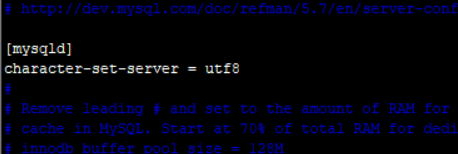 # http://dev.mysql.com/doc/refman/5.7/en/server-conf
[mysqld]
character-set-server = utf8
#
# Remove leading # and set to the amount of RAM for
# cache in MySQL. Start at 70% of total RAM for dedi
# innodb_buffer_pool_size = 128M